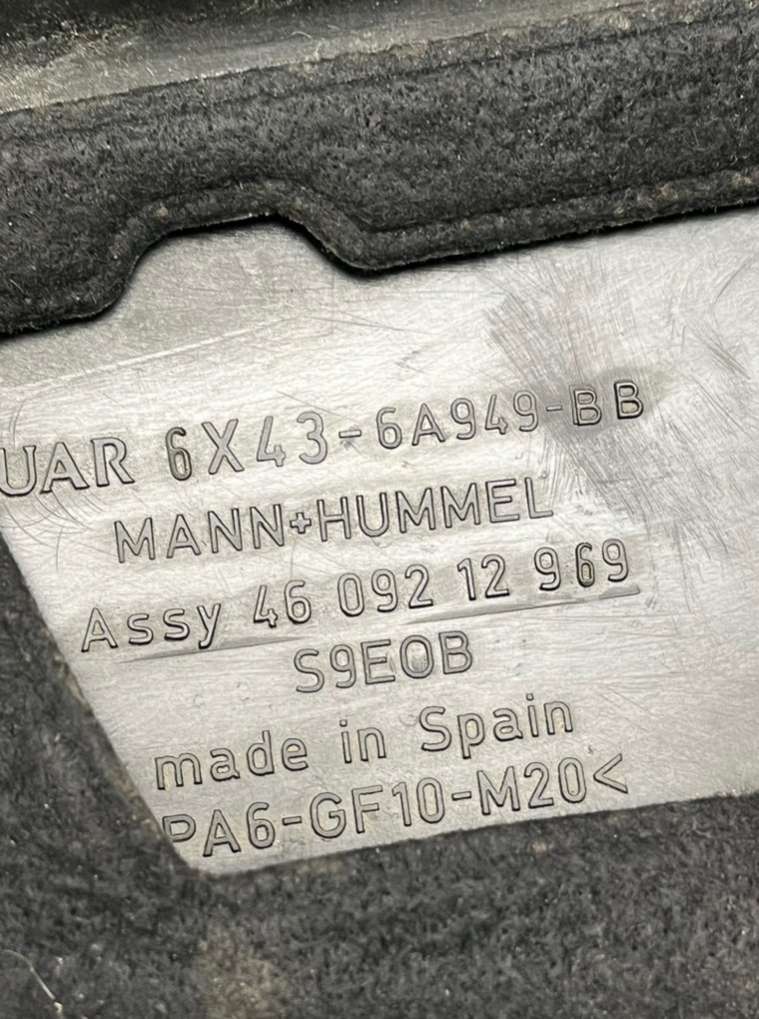 UAR 6X43-6A949-BB
MANN+HUMMEL
Assy 46 092 12 969
S9EOB
made in Spain
PA6-GF10-M20<